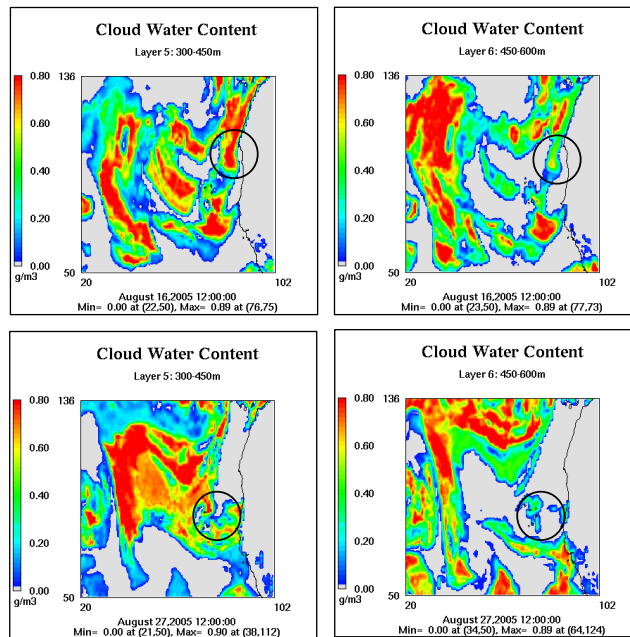 Cloud Water Content
Layer 5: 300-450m
0.80
0.60
0.40
0.20
0.00
g/m3
136
50
20
102
August 16,2005 12:00:00
Min= 0.00 at (22,50), Max= 0.89 at (76,75)
Cloud Water Content
Layer 6: 450-600m
0.80
0.60
0.40
0.20
0.00
g/m3
136
50
20
102
August 16,2005 12:00:00
Min= 0.00 at (23,50), Max= 0.89 at (77,73)
Cloud Water Content
Layer 5: 300-450m
0.80
0.60
0.40
0.20
0.00
g/m3
136
50
20
102
August 27,2005 12:00:00
Min= 0.00 at (21,50), Max= 0.90 at (38,112)
Cloud Water Content
Layer 6: 450-600m
0.80
0.60
0.40
0.20
0.00
g/m3
136
50
20
102
August 27,2005 12:00:00
Min= 0.00 at (34,50), Max= 0.89 at (64,124)